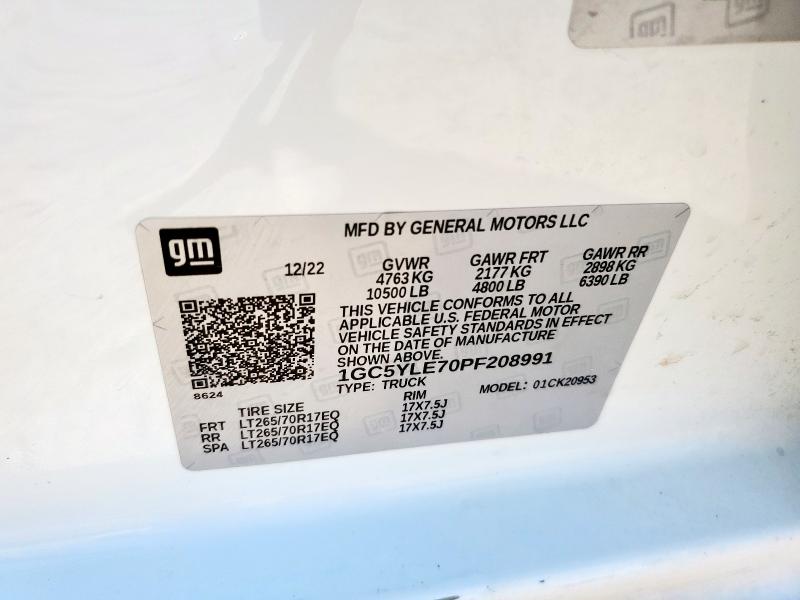 gm
MFD BY GENERAL MOTORS LLC
12/22
GVWR
4763 KG
10500 LB
GAWR FRT
2177 KG
4800 LB
GAWR RR
2898 KG
6390 LB
THIS VEHICLE CONFORMS TO ALL
APPLICABLE U.S. FEDERAL MOTOR
VEHICLE SAFETY STANDARDS IN EFFECT
ON THE DATE OF MANUFACTURE
SHOWN ABOVE.
1GC5YLE70PF208991
TYPE: TRUCK
MODEL: 01CK20953
8624
TIRE SIZE RIM
FRT LT265/70R17EQ 17X7.5J
RR LT265/70R17EQ 17X7.5J
SPA LT265/70R17EQ 17X7.5J